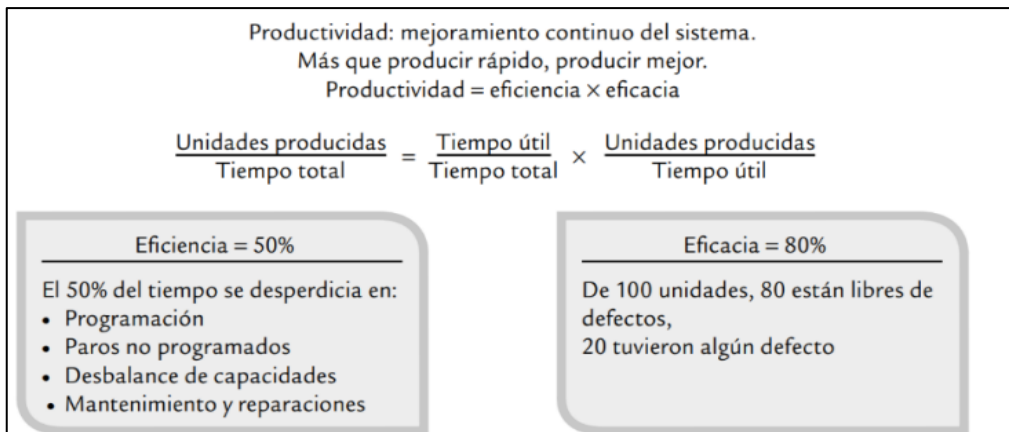 Productividad: mejoramiento continuo del sistema.
Más que producir rápido, producir mejor.
Productividad = eficiencia × eficacia
Unidades producidas / Tiempo total = Tiempo útil / Tiempo total × Unidades producidas / Tiempo útil
Eficiencia = 50%
El 50% del tiempo se desperdicia en:
• Programación
• Paros no programados
• Desbalance de capacidades
• Mantenimiento y reparaciones
Eficacia = 80%
De 100 unidades, 80 están libres de
defectos,
20 tuvieron algún defecto